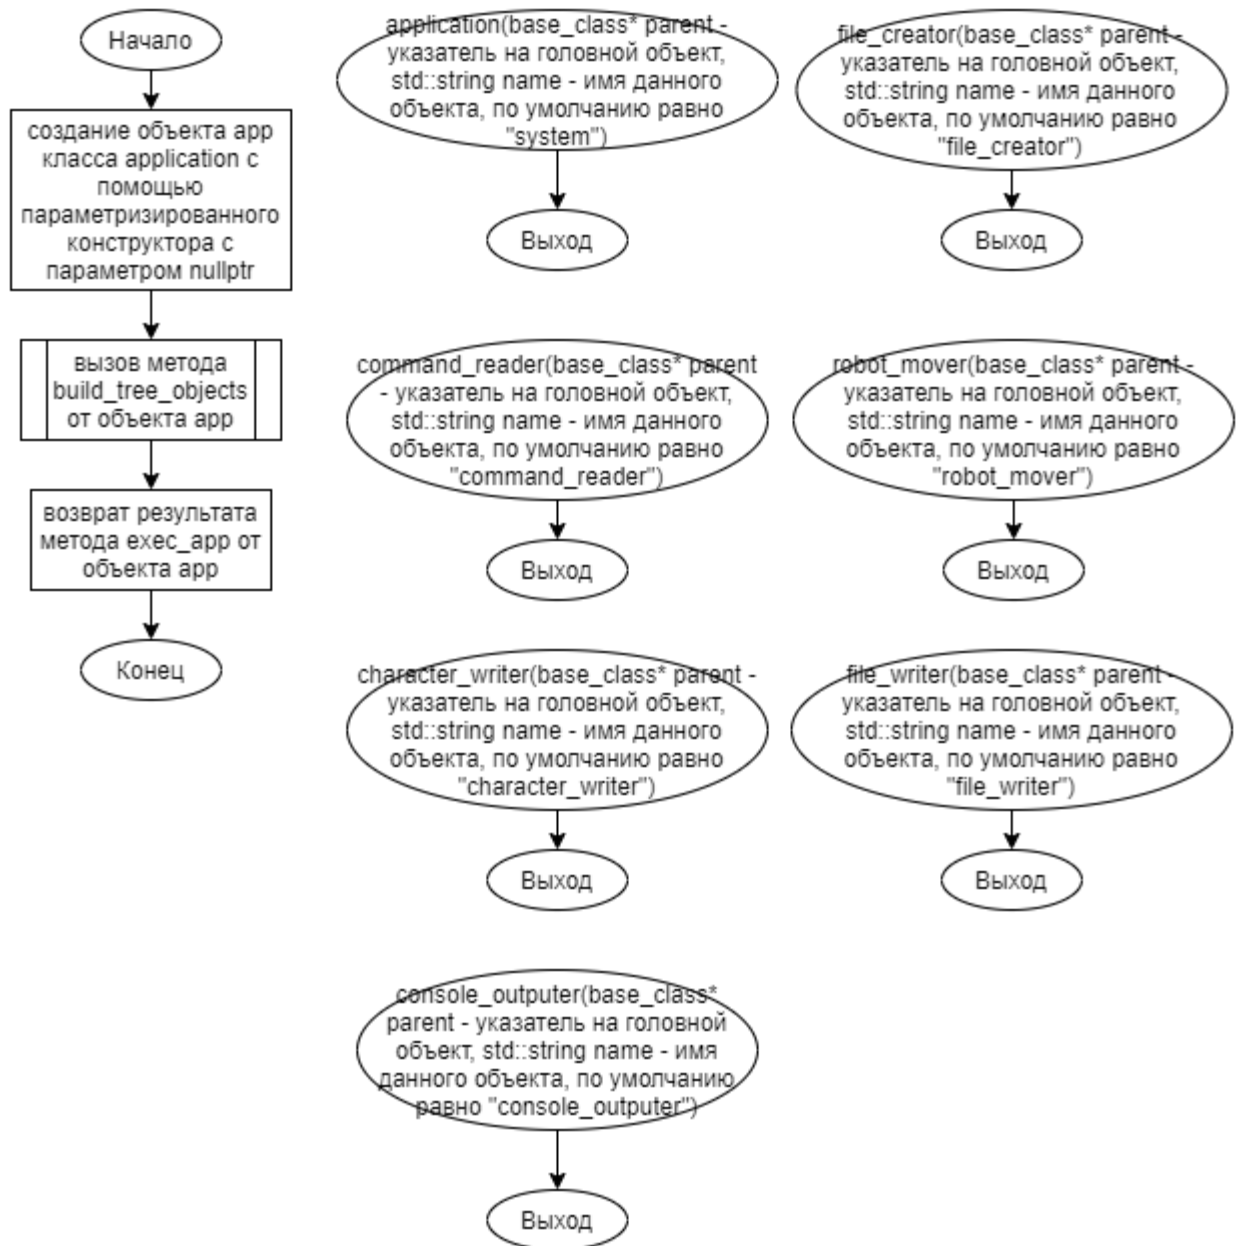 Начало
создание объекта app
класса application с
помощью
параметризированного
конструктора с
параметром nullptr
вызов метода
build_tree_objects
от объекта app
возврат результата
метода exec_app от
объекта app
Конец
application(base_class* parent -
указатель на головной объект,
std::string name - имя данного
объекта, по умолчанию равно
"system")
Выход
file_creator(base_class* parent -
указатель на головной объект,
std::string name - имя данного
объекта, по умолчанию равно
"file_creator")
Выход
command_reader(base_class* parent
- указатель на головной объект,
std::string name - имя данного
объекта, по умолчанию равно
"command_reader")
Выход
robot_mover(base_class* parent -
указатель на головной объект,
std::string name - имя данного
объекта, по умолчанию равно
"robot_mover")
Выход
character_writer(base_class* parent -
указатель на головной объект,
std::string name - имя данного
объекта, по умолчанию равно
"character_writer")
Выход
file_writer(base_class* parent -
указатель на головной объект,
std::string name - имя данного
объекта, по умолчанию равно
"file_writer")
Выход
console_outputer(base_class*
parent - указатель на головной
объект, std::string name - имя
данного объекта, по умолчанию
равно "console_outputer")
Выход